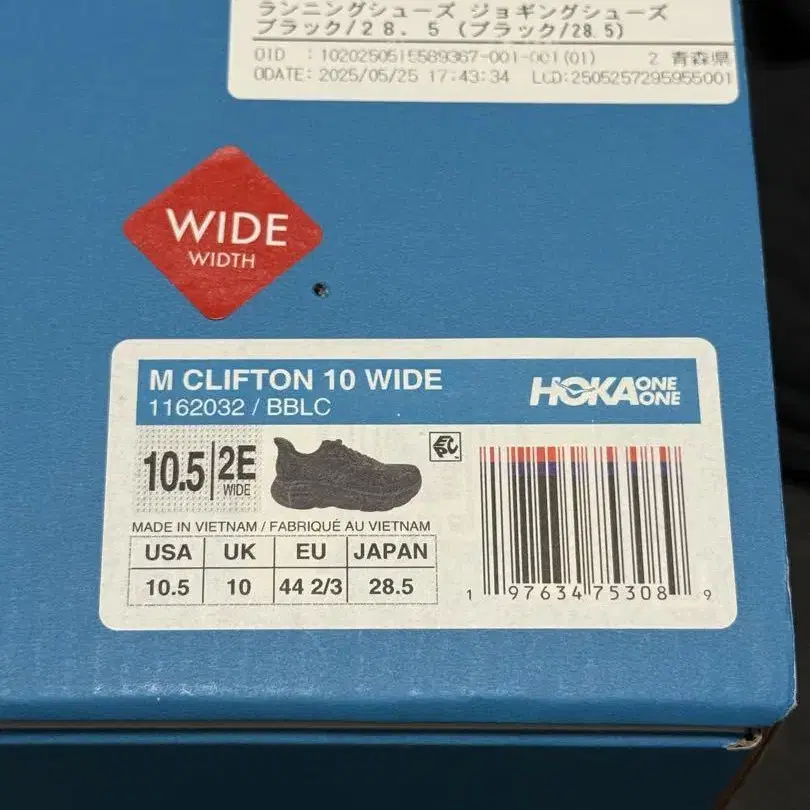 ランニングシューズ ジョギングシューズ
ブラック/28.5 (ブラック/28.5)
OID : 1020250515589367-001-001(01) 2 青森県
ODATE: 2025/05/25 17:43:34 LCD:2505257295955001
WIDE
WIDTH
M CLIFTON 10 WIDE
1162032 / BBLC
HOKA ONE ONE
10.5 2E WIDE
MADE IN VIETNAM / FABRIQUÉ AU VIETNAM
USA UK EU JAPAN
10.5 10 44 2/3 28.5
1 97634 75308 9